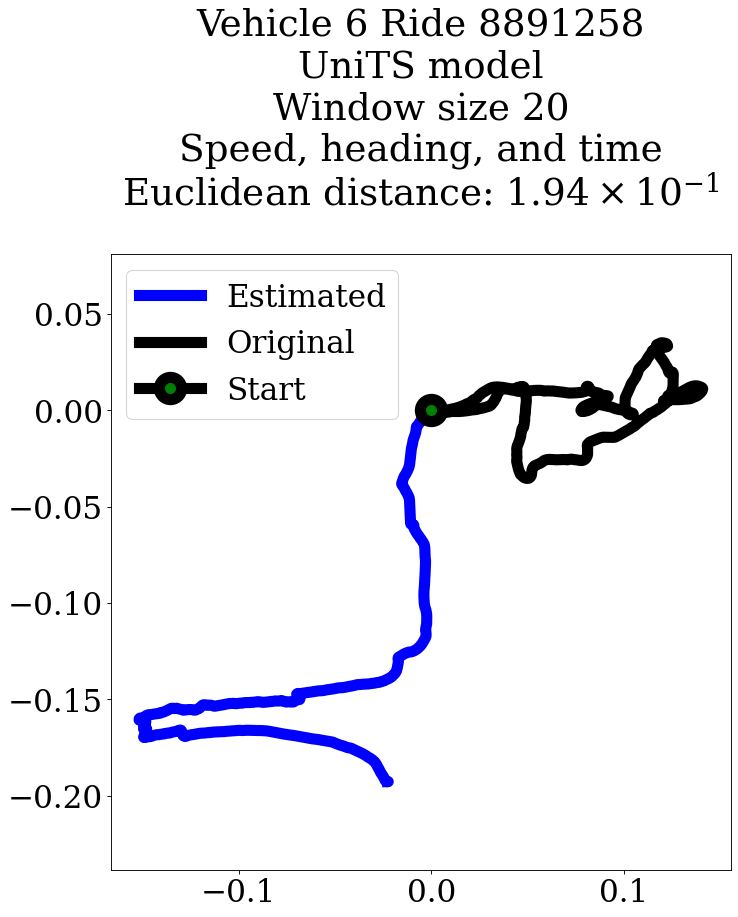 Vehicle 6 Ride 8891258
UniTS model
Window size 20
Speed, heading, and time
Euclidean distance: 1.94 × 10⁻¹
Estimated
Original
Start
0.05
0.00
−0.05
−0.10
−0.15
−0.20
−0.1
0.0
0.1